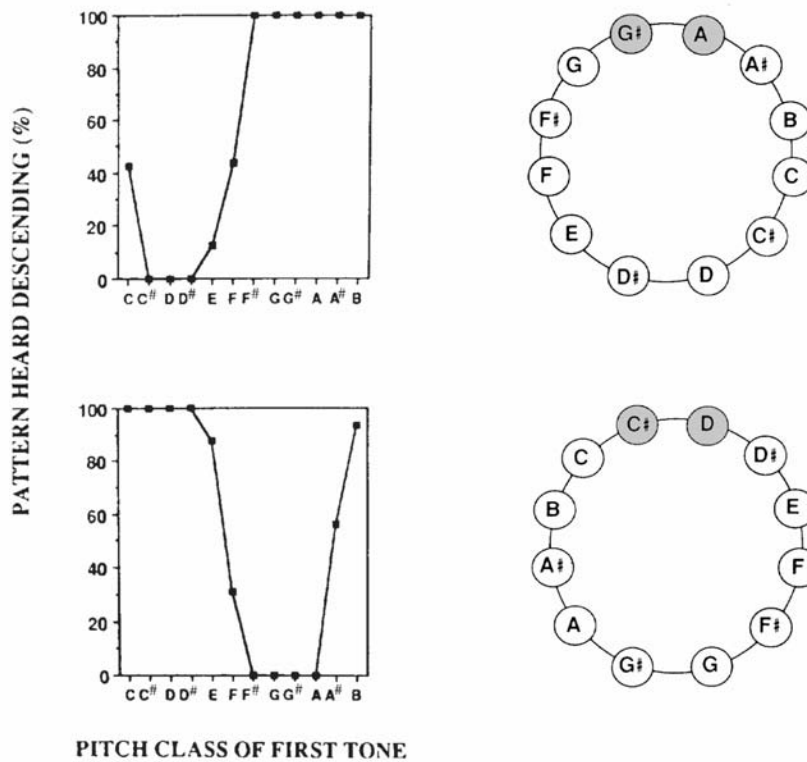 PATTERN HEARD DESCENDING (%)
100
80
60
40
20
0
C C# D D# E F F# G G# A A# B
G♯ A A♯ B C C♯ D D♯ E F F♯ G
100
80
60
40
20
0
C C# D D# E F F# G G# A A# B
C♯ D D♯ E F F♯ G G♯ A A♯ B C
PITCH CLASS OF FIRST TONE